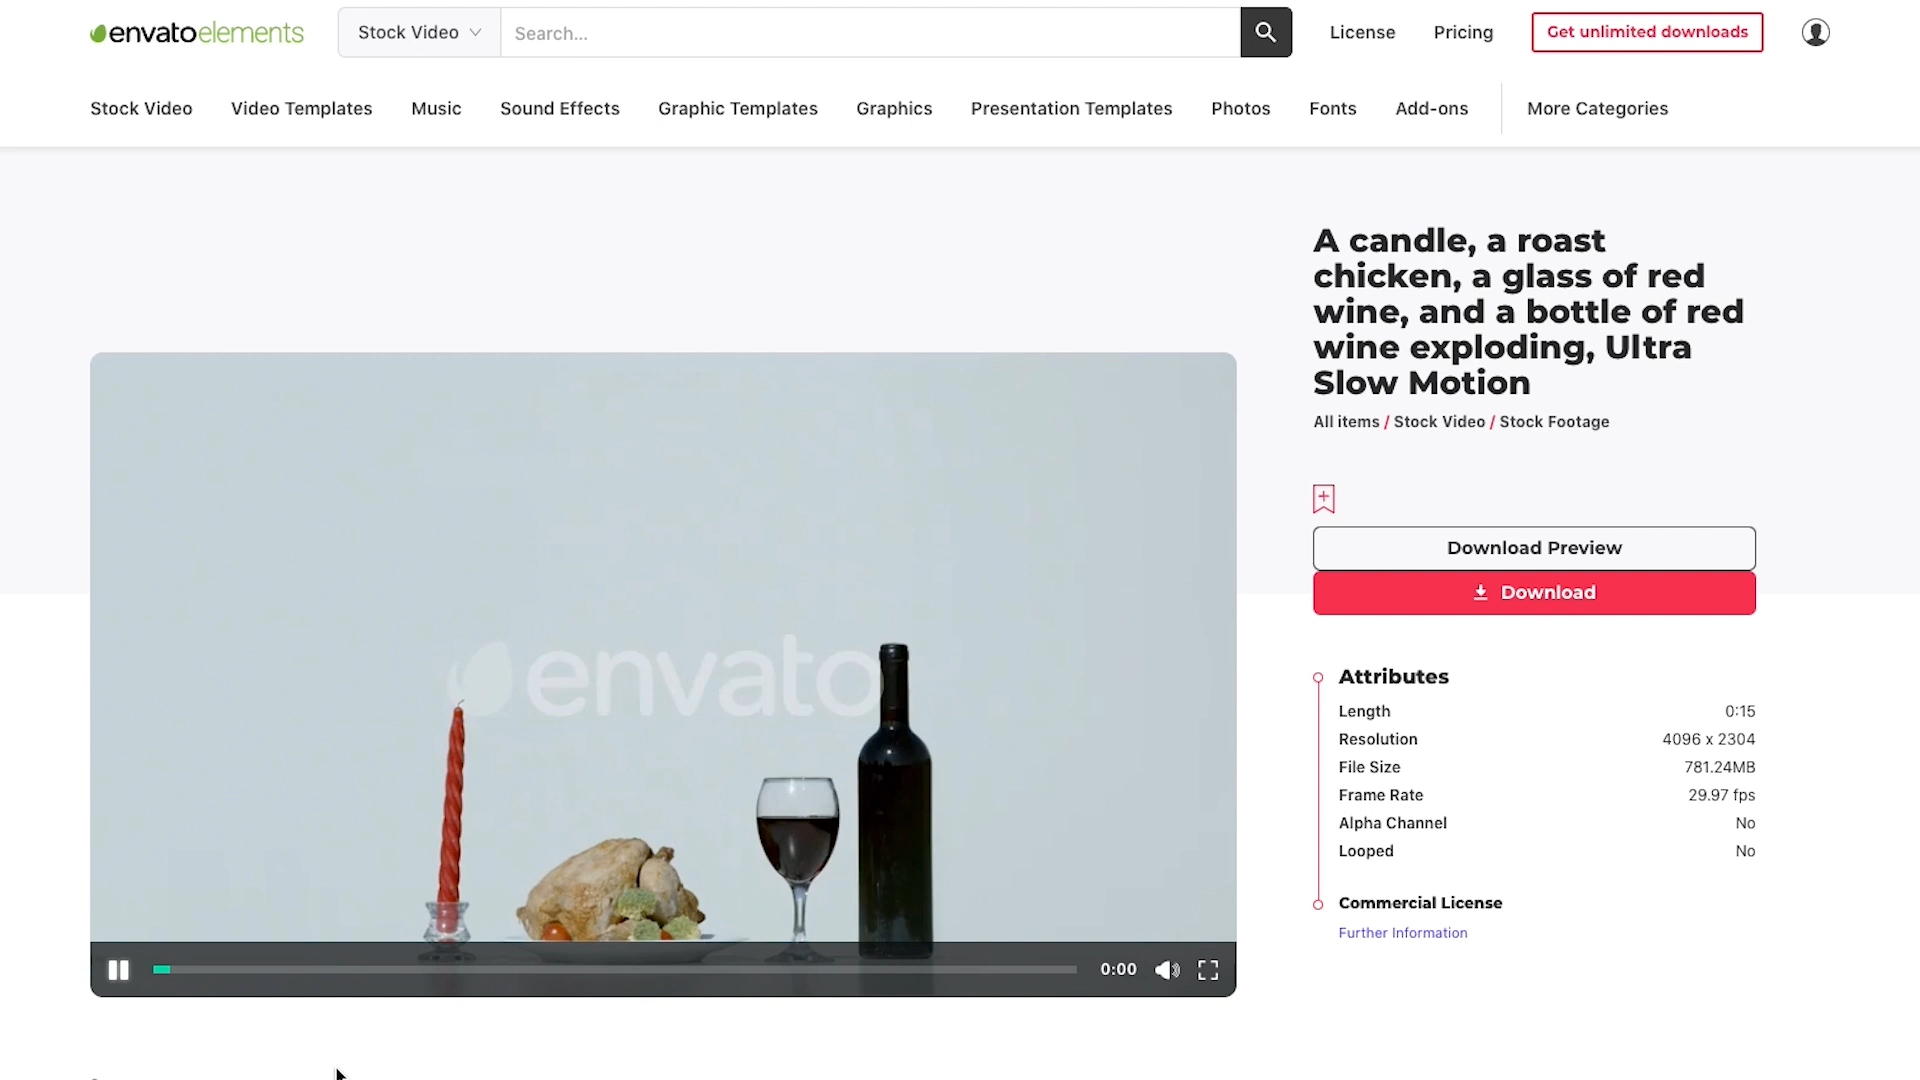 envatoelements
Stock Video
Search...
License
Pricing
Get unlimited downloads
Stock Video
Video Templates
Music
Sound Effects
Graphic Templates
Graphics
Presentation Templates
Photos
Fonts
Add-ons
More Categories
A candle, a roast
chicken, a glass of red
wine, and a bottle of red
wine exploding, Ultra
Slow Motion
All items / Stock Video / Stock Footage
Download Preview
Download
envato
0:00
Attributes
Length 0:15
Resolution 4096 x 2304
File Size 781.24MB
Frame Rate 29.97 fps
Alpha Channel No
Looped No
Commercial License
Further Information